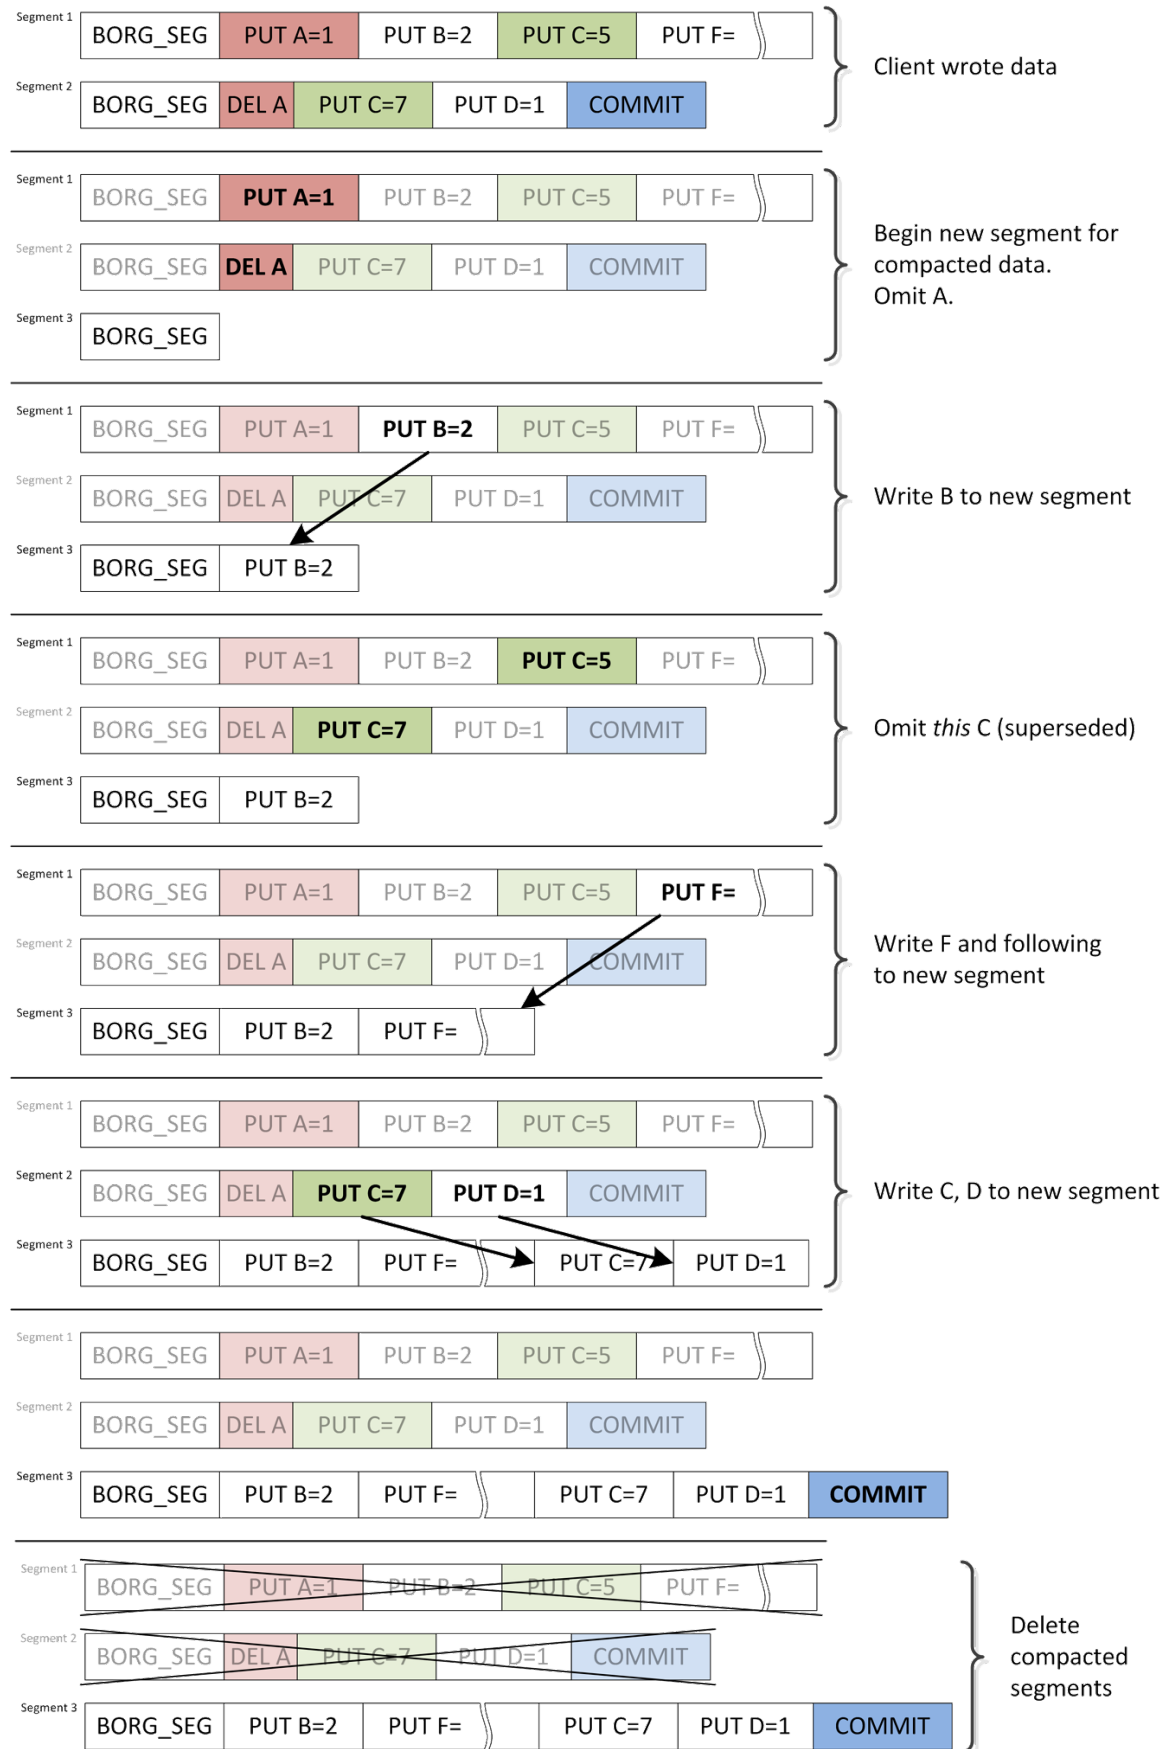 Segment 1
BORG_SEG PUT A=1 PUT B=2 PUT C=5 PUT F=
Segment 2
BORG_SEG DEL A PUT C=7 PUT D=1 COMMIT
Client wrote data
Segment 1
BORG_SEG PUT A=1 PUT B=2 PUT C=5 PUT F=
Segment 2
BORG_SEG DEL A PUT C=7 PUT D=1 COMMIT
Segment 3
BORG_SEG
Begin new segment for
compacted data.
Omit A.
Segment 1
BORG_SEG PUT A=1 PUT B=2 PUT C=5 PUT F=
Segment 2
BORG_SEG DEL A PUT C=7 PUT D=1 COMMIT
Segment 3
BORG_SEG PUT B=2
Write B to new segment
Segment 1
BORG_SEG PUT A=1 PUT B=2 PUT C=5 PUT F=
Segment 2
BORG_SEG DEL A PUT C=7 PUT D=1 COMMIT
Segment 3
BORG_SEG PUT B=2
Omit this C (superseded)
Segment 1
BORG_SEG PUT A=1 PUT B=2 PUT C=5 PUT F=
Segment 2
BORG_SEG DEL A PUT C=7 PUT D=1 COMMIT
Segment 3
BORG_SEG PUT B=2 PUT F=
Write F and following
to new segment
Segment 1
BORG_SEG PUT A=1 PUT B=2 PUT C=5 PUT F=
Segment 2
BORG_SEG DEL A PUT C=7 PUT D=1 COMMIT
Segment 3
BORG_SEG PUT B=2 PUT F= PUT C=7 PUT D=1
Write C, D to new segment
Segment 1
BORG_SEG PUT A=1 PUT B=2 PUT C=5 PUT F=
Segment 2
BORG_SEG DEL A PUT C=7 PUT D=1 COMMIT
Segment 3
BORG_SEG PUT B=2 PUT F= PUT C=7 PUT D=1 COMMIT
Segment 1
BORG_SEG PUT A=1 PUT B=2 PUT C=5 PUT F=
Segment 2
BORG_SEG DEL A PUT C=7 PUT D=1 COMMIT
Segment 3
BORG_SEG PUT B=2 PUT F= PUT C=7 PUT D=1 COMMIT
Delete
compacted
segments